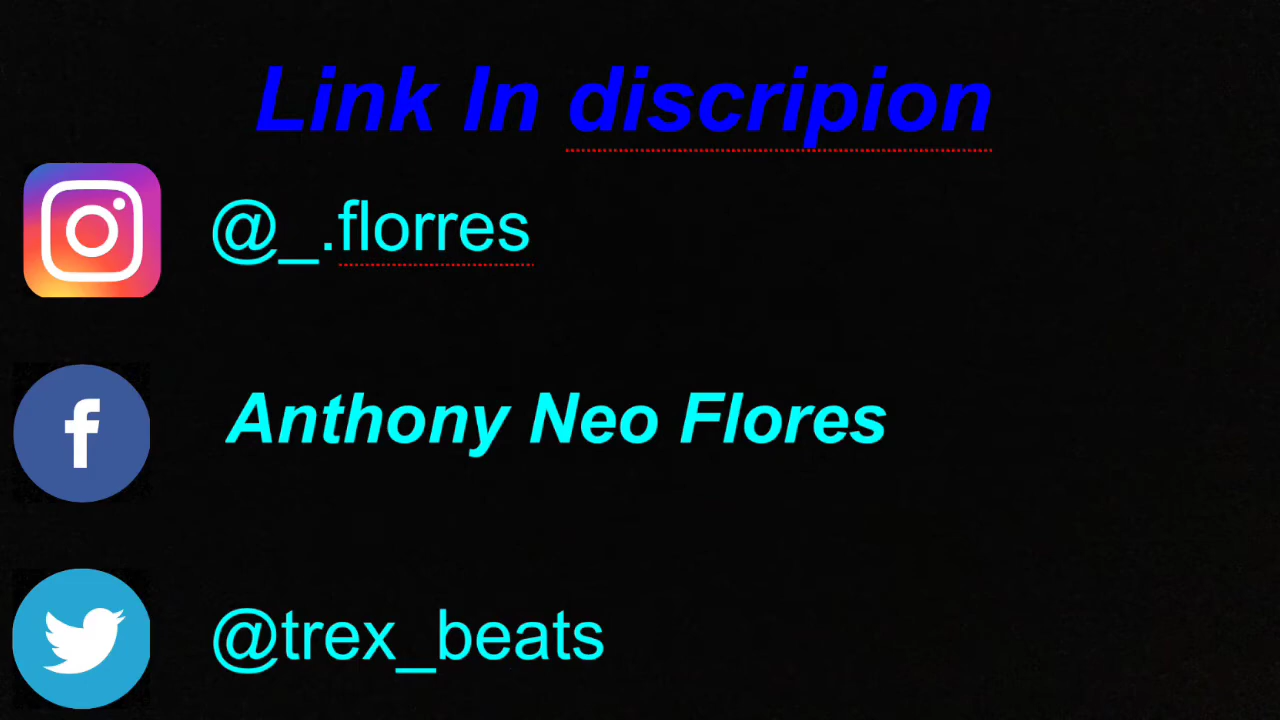 Link In discripion
@_.florres
Anthony Neo Flores
@trex_beats